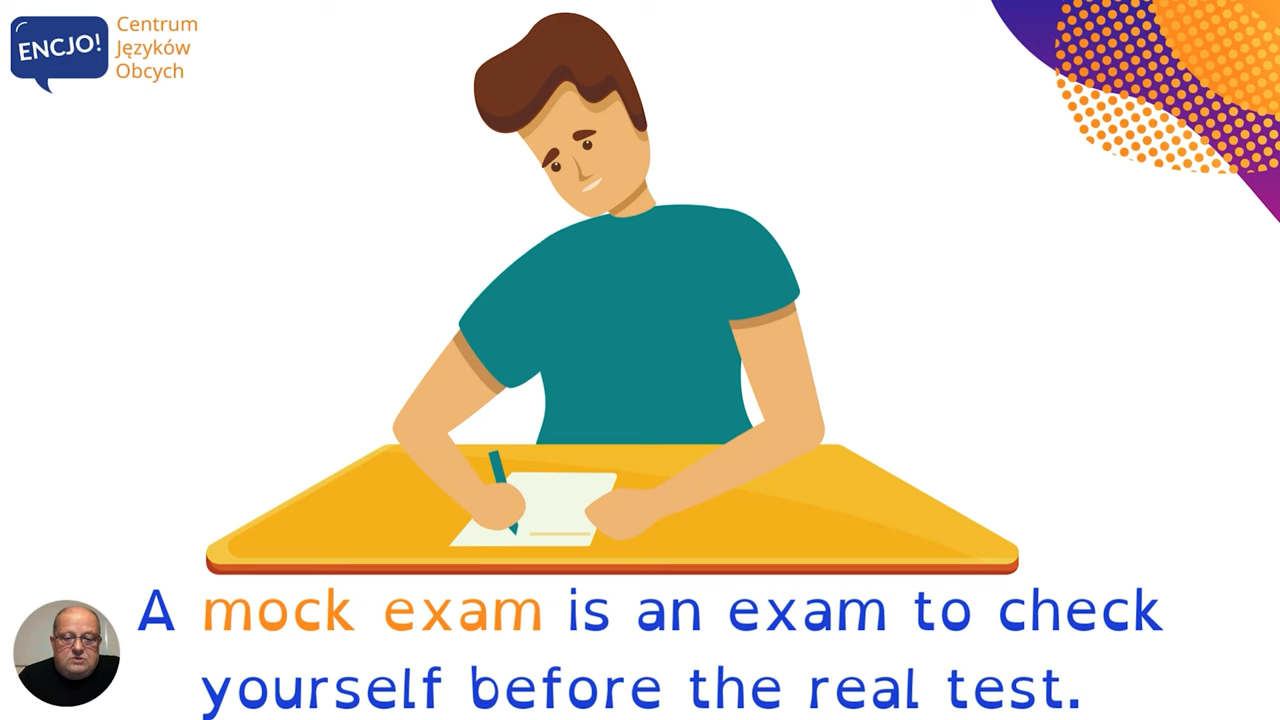 ENCJO!
Centrum
Języków
Obcych
A mock exam is an exam to check
yourself before the real test.